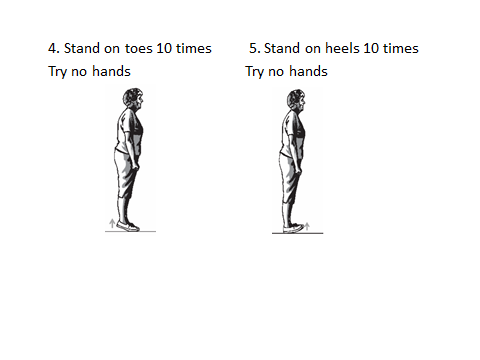 4. Stand on toes 10 times
Try no hands
5. Stand on heels 10 times
Try no hands